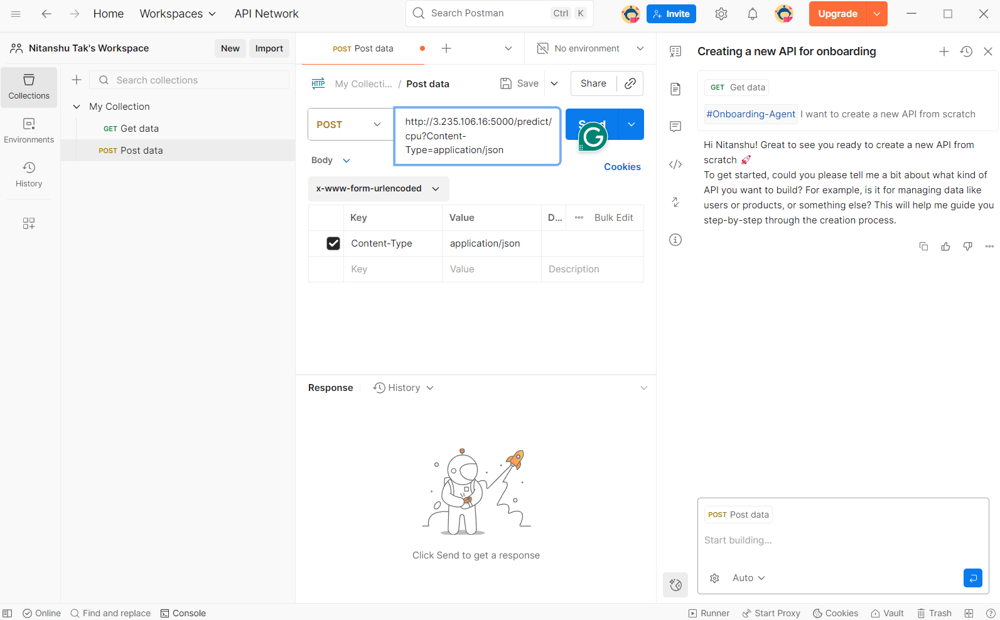 Home Workspaces API Network Search Postman Ctrl K Invite Upgrade
Nitanshu Tak's Workspace New Import
POST Post data No environment
Creating a new API for onboarding
Collections
Environments
History
Search collections
My Collection
GET Get data
POST Post data
HTTP My Collecti... / Post data Save Share
POST
http://3.235.106.16:5000/predict/
cpu?Content-
Type=application/json
Body
Cookies
x-www-form-urlencoded
Key Value D... Bulk Edit
Content-Type application/json
Key Value Description
Response History
Click Send to get a response
GET Get data
#Onboarding-Agent I want to create a new API from scratch
Hi Nitanshu! Great to see you ready to create a new API from
scratch 🚀
To get started, could you please tell me a bit about what kind of
API you want to build? For example, is it for managing data like
users or products, or something else? This will help me guide you
step-by-step through the creation process.
POST Post data
Start building...
Auto
Online Find and replace Console Runner Start Proxy Cookies Vault Trash